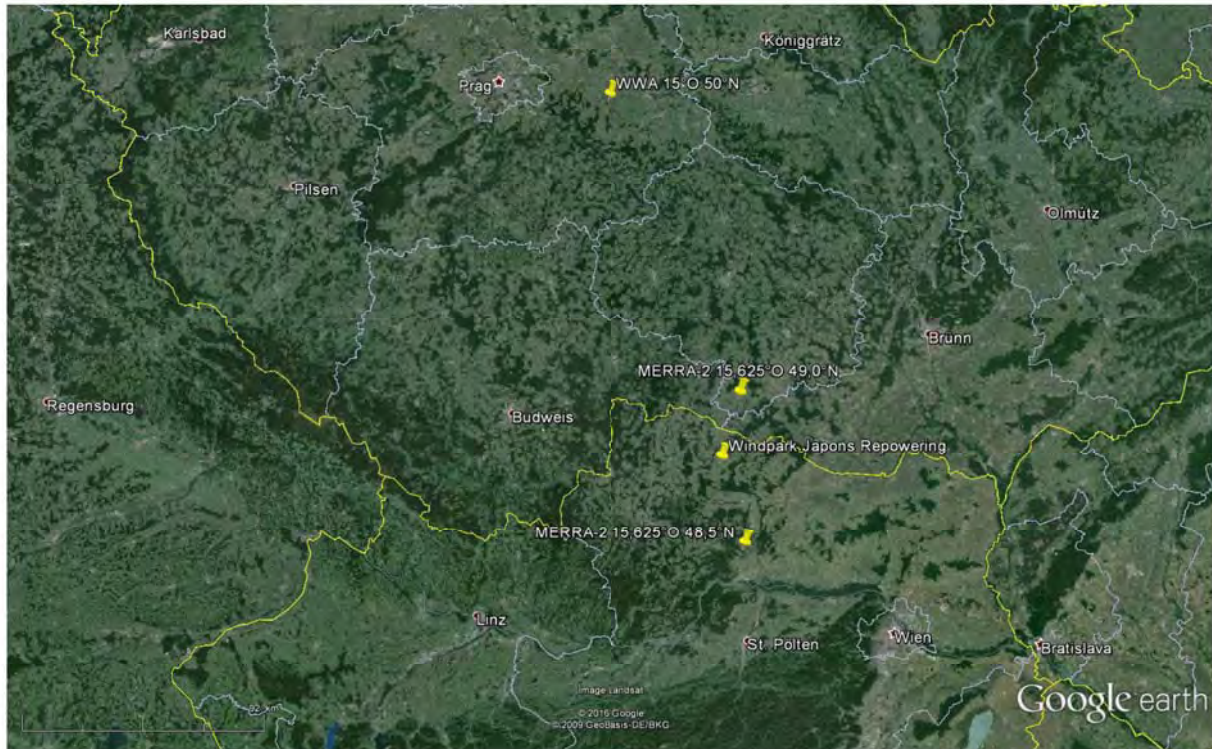 Karlsbad
Königgrätz
Prag
WWA 15°O 50°N
Pilsen
Olmütz
Brünn
MERRA-2 15,625°O 49,0°N
Regensburg
Budweis
Windpark Japons Repowering
MERRA-2 15,625°O 48,5°N
Linz
St. Pölten
Wien
Bratislava
Image Landsat
92 km
© 2016 Google
© 2009 GeoBasis-DE/BKG
Google earth